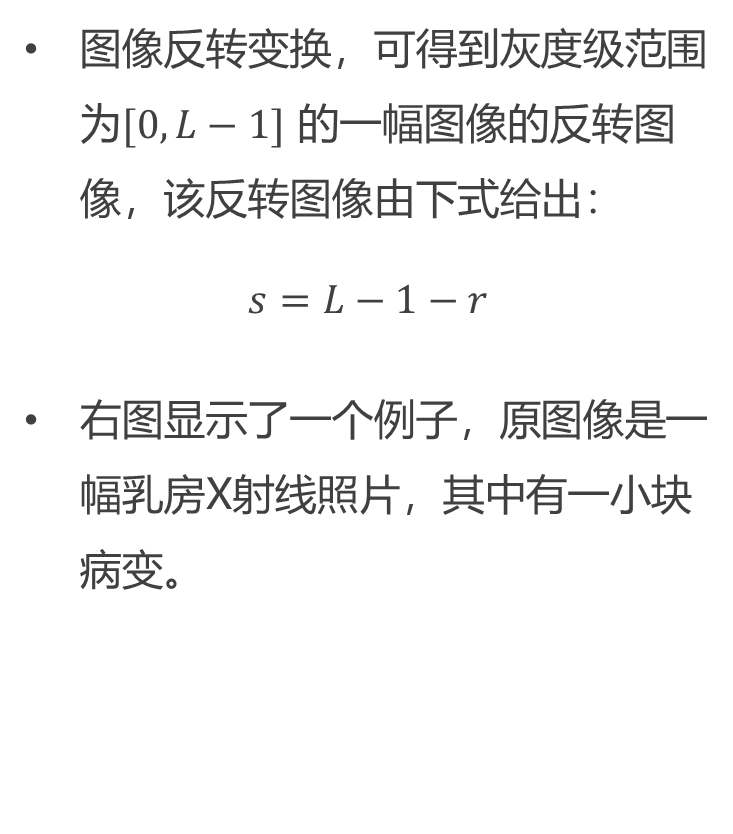 • 图像反转变换，可得到灰度级范围
为[0, L − 1] 的一幅图像的反转图
像，该反转图像由下式给出：
s = L − 1 − r
• 右图显示了一个例子，原图像是一
幅乳房X射线照片，其中有一小块
病变。